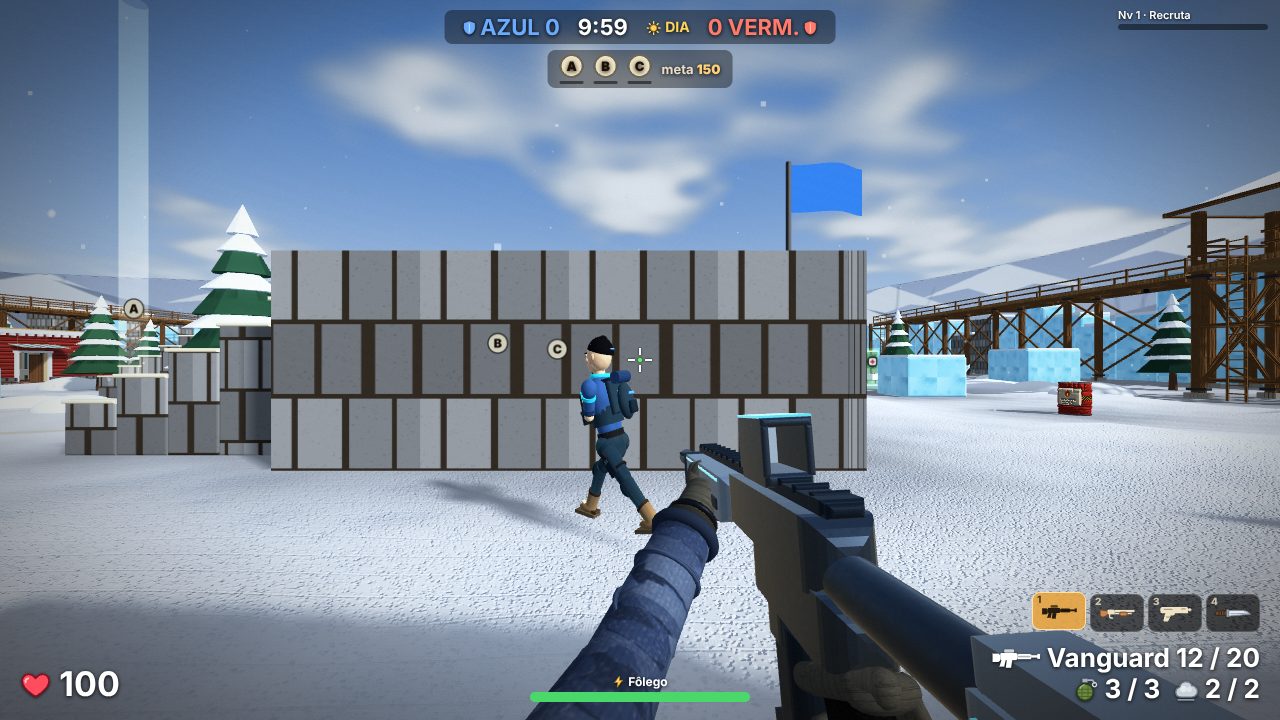 AZUL 0 9:59 DIA 0 VERM.
Nv 1 · Recruta
A B C meta 150
A
B
C
1 2 3 4
Vanguard 12 / 20
100
Fôlego
3 / 3 2 / 2